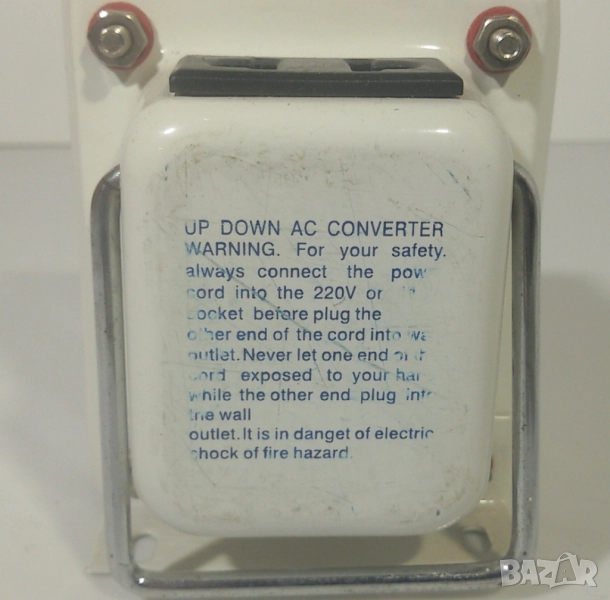 UP DOWN AC CONVERTER
WARNING. For your safety.
always connect the
cord into the 220V or
socket before plug the
other end of the cord into
outlet. Never let one end
cord exposed to your
while the other end plug into
the wall
outlet. It is in danget of electric
shock of fire hazard.
BAZAR